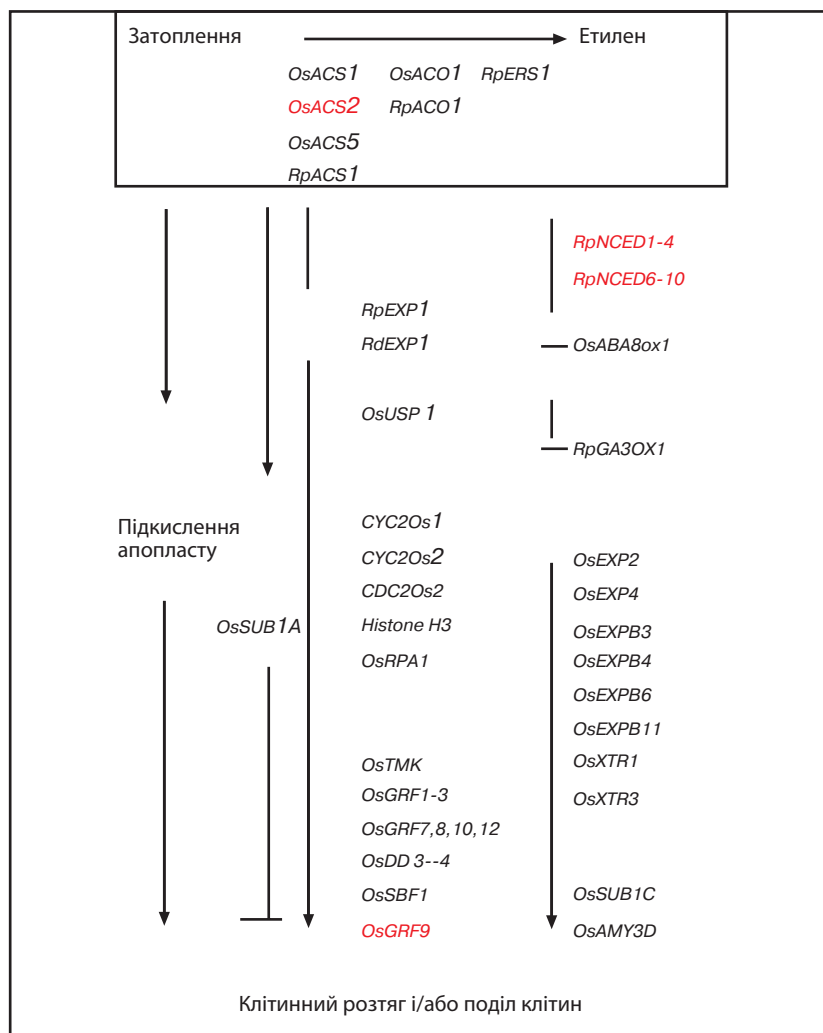 Затоплення Етилен
OsACS1 OsACO1 RpERS1
OsACS2 RpACO1
OsACS5
RpACS1
RpNCED1-4
RpNCED6-10
RpEXP1
RdEXP1 OsABA8ox1
OsUSP 1
RpGA3OX1
Підкислення
апопласту
CYC2Os1
CYC2Os2 OsEXP2
CDC2Os2 OsEXP4
OsSUB1A Histone H3 OsEXPB3
OsRPA1 OsEXPB4
OsEXPB6
OsEXPB11
OsTMK OsXTR1
OsGRF1-3 OsXTR3
OsGRF7,8,10,12
OsDD 3--4
OsSBF1 OsSUB1C
OsGRF9 OsAMY3D
Клітинний розтяг і/або поділ клітин